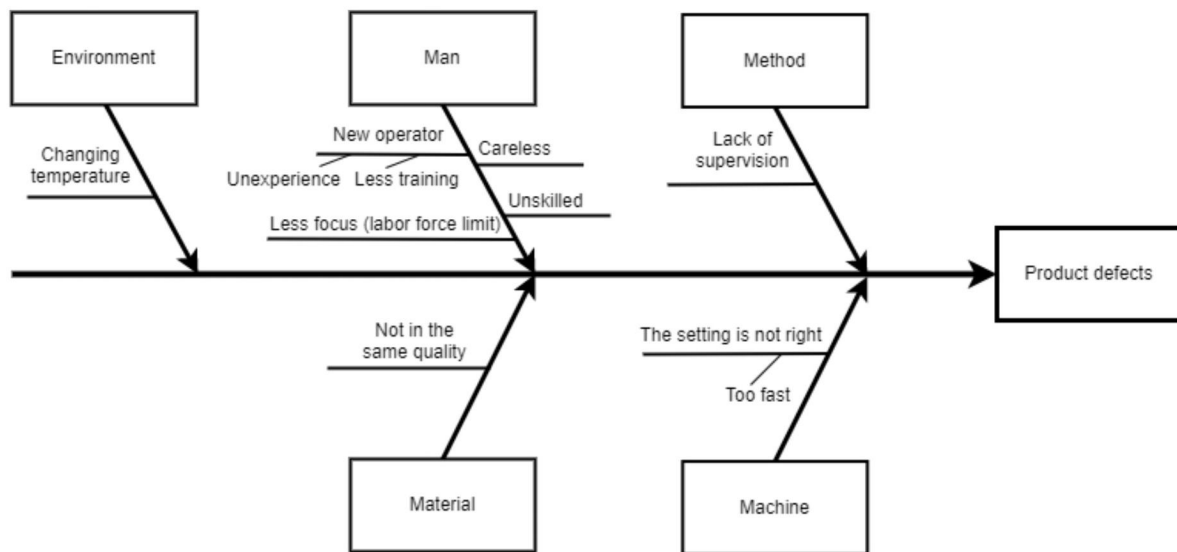 Environment
Man
Method
Changing
temperature
New operator
Unexperience
Less training
Careless
Unskilled
Less focus (labor force limit)
Lack of
supervision
Product defects
Not in the
same quality
The setting is not right
Too fast
Material
Machine